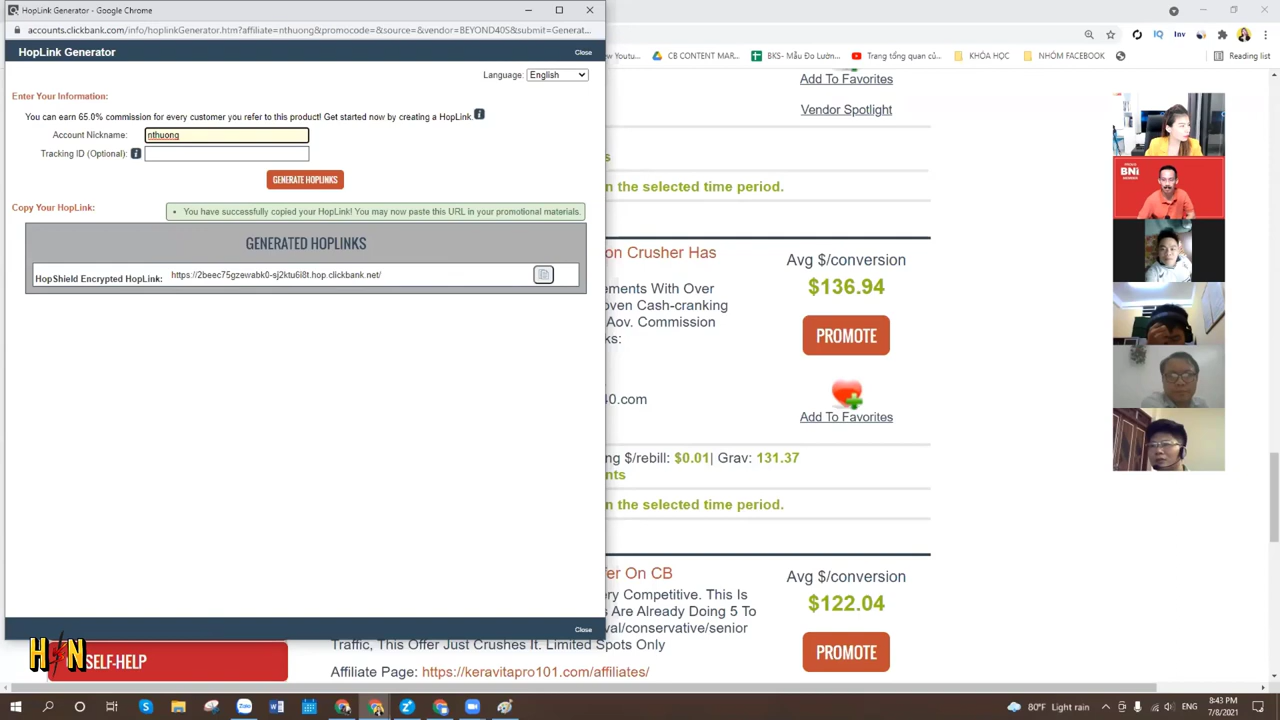 HopLink Generator - Google Chrome
accounts.clickbank.com/info/hoplinkGenerator.htm?affiliate=nthuong&promocode=&source=&vendor=BEYOND40S&submit=Generat...
HopLink Generator
Close
Language: English
Enter Your Information:
You can earn 65.0% commission for every customer you refer to this product! Get started now by creating a HopLink.
Account Nickname: nthuong
Tracking ID (Optional):
GENERATE HOPLINKS
Copy Your HopLink:
• You have successfully copied your HopLink! You may now paste this URL in your promotional materials.
GENERATED HOPLINKS
HopShield Encrypted HopLink: https://2beec75gzewabk0-sj2ktu6i8t.hop.clickbank.net/
Close
IQ
Inv
ew Youtu...
CB CONTENT MAR...
BKS- Mẫu Đo Lườn...
Trang tổng quan củ...
KHÓA HỌC
NHÓM FACEBOOK
Reading list
Add To Favorites
Vendor Spotlight
s
n the selected time period.
on Crusher Has
Avg $/conversion
$136.94
ements With Over
oven Cash-cranking
Aov. Commission
ks:
PROMOTE
40.com
Add To Favorites
ng $/rebill: $0.01| Grav: 131.37
nts
n the selected time period.
er On CB
Avg $/conversion
$122.04
ory Competitive. This Is
s Are Already Doing 5 To
val/conservative/senior
Traffic, This Offer Just Crushes It. Limited Spots Only
Affiliate Page: https://keravitapro101.com/affiliates/
PROMOTE
BNI
H N
SELF-HELP
Zalo
80°F Light rain
8:43 PM
7/8/2021